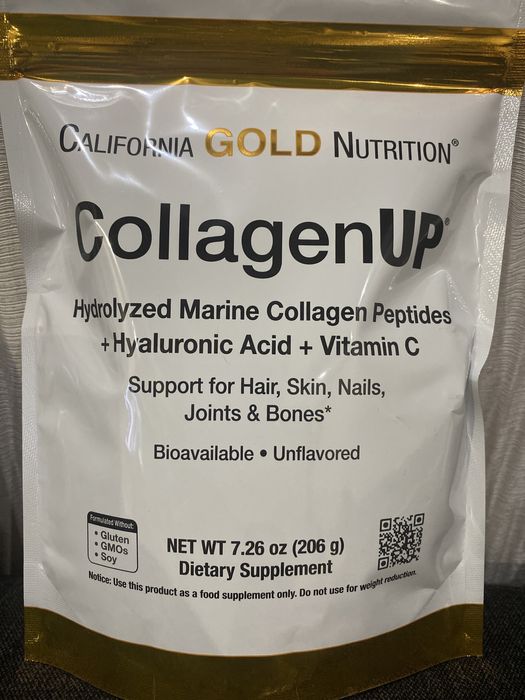 CALIFORNIA GOLD NUTRITION®
CollagenUP®
Hydrolyzed Marine Collagen Peptides
+ Hyaluronic Acid + Vitamin C
Support for Hair, Skin, Nails,
Joints & Bones*
Bioavailable • Unflavored
Formulated Without:
• Gluten
• GMOs
• Soy
NET WT 7.26 oz (206 g)
Dietary Supplement
Notice: Use this product as a food supplement only. Do not use for weight reduction.